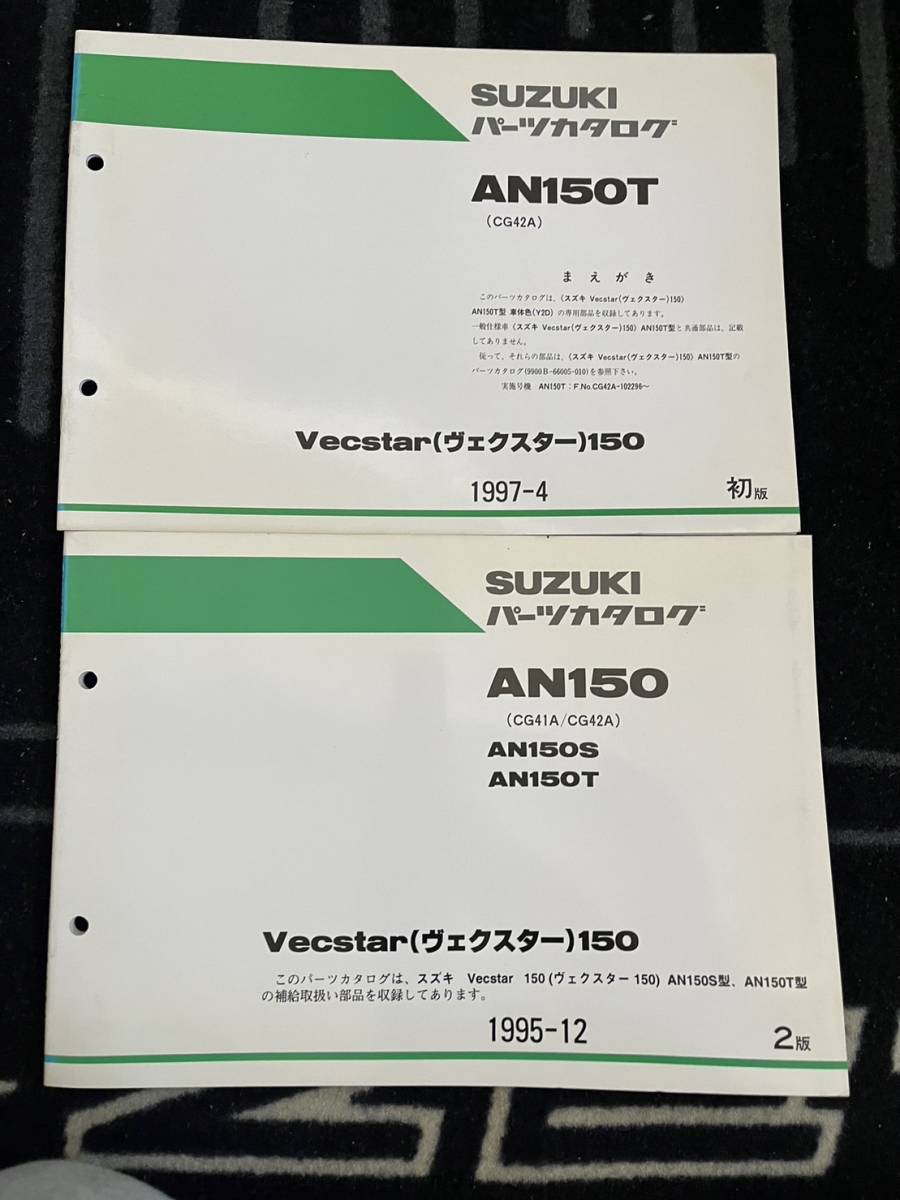 SUZUKI
パーツカタログ
AN150T
(CG42A)
まえがき
このパーツカタログは、《スズキ Vecstar(ヴェクスター)150》
AN150T型 車体色(Y2D) の専用部品を収録してあります。
一般仕様車《スズキ Vecstar(ヴェクスター)150》AN150T型と共通部品は、記載
してありません。
従って、それらの部品は、《スズキ Vecstar(ヴェクスター)150》AN150T型の
パーツカタログ(9900B-66005-010)を参照下さい。
実施号機 AN150T:F.No.CG42A-102296～
Vecstar(ヴェクスター)150
1997-4
初版
SUZUKI
パーツカタログ
AN150
(CG41A/CG42A)
AN150S
AN150T
Vecstar(ヴェクスター)150
このパーツカタログは、スズキ Vecstar 150(ヴェクスター150) AN150S型、AN150T型
の補給取扱い部品を収録してあります。
1995-12
2版